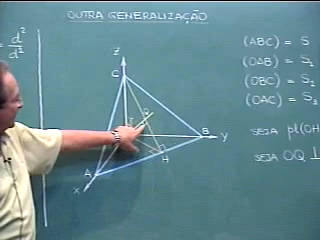 OUTRA GENERALIZAÇÃO
= d²/d²
(ABC) = S
(OAB) = S₁
(OBC) = S₂
(OAC) = S₃
SEJA pl(OH
SEJA OQ ⊥
Z
C
Q
B
Y
H
A
X